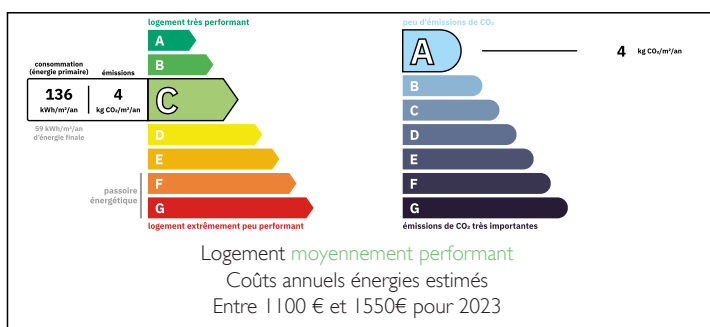 logement très performant
A
B
consommation
(énergie primaire)
émissions
136
kWh/m²/an
4
kg CO₂/m²/an
C
59 kWh/m²/an
d'énergie finale
D
E
passoire
énergétique
F
G
logement extrêmement peu performant
peu d'émissions de CO₂
A
4 kg CO₂/m²/an
B
C
D
E
F
G
émissions de CO₂ très importantes
Logement moyennement performant
Coûts annuels énergies estimés
Entre 1100 € et 1550€ pour 2023